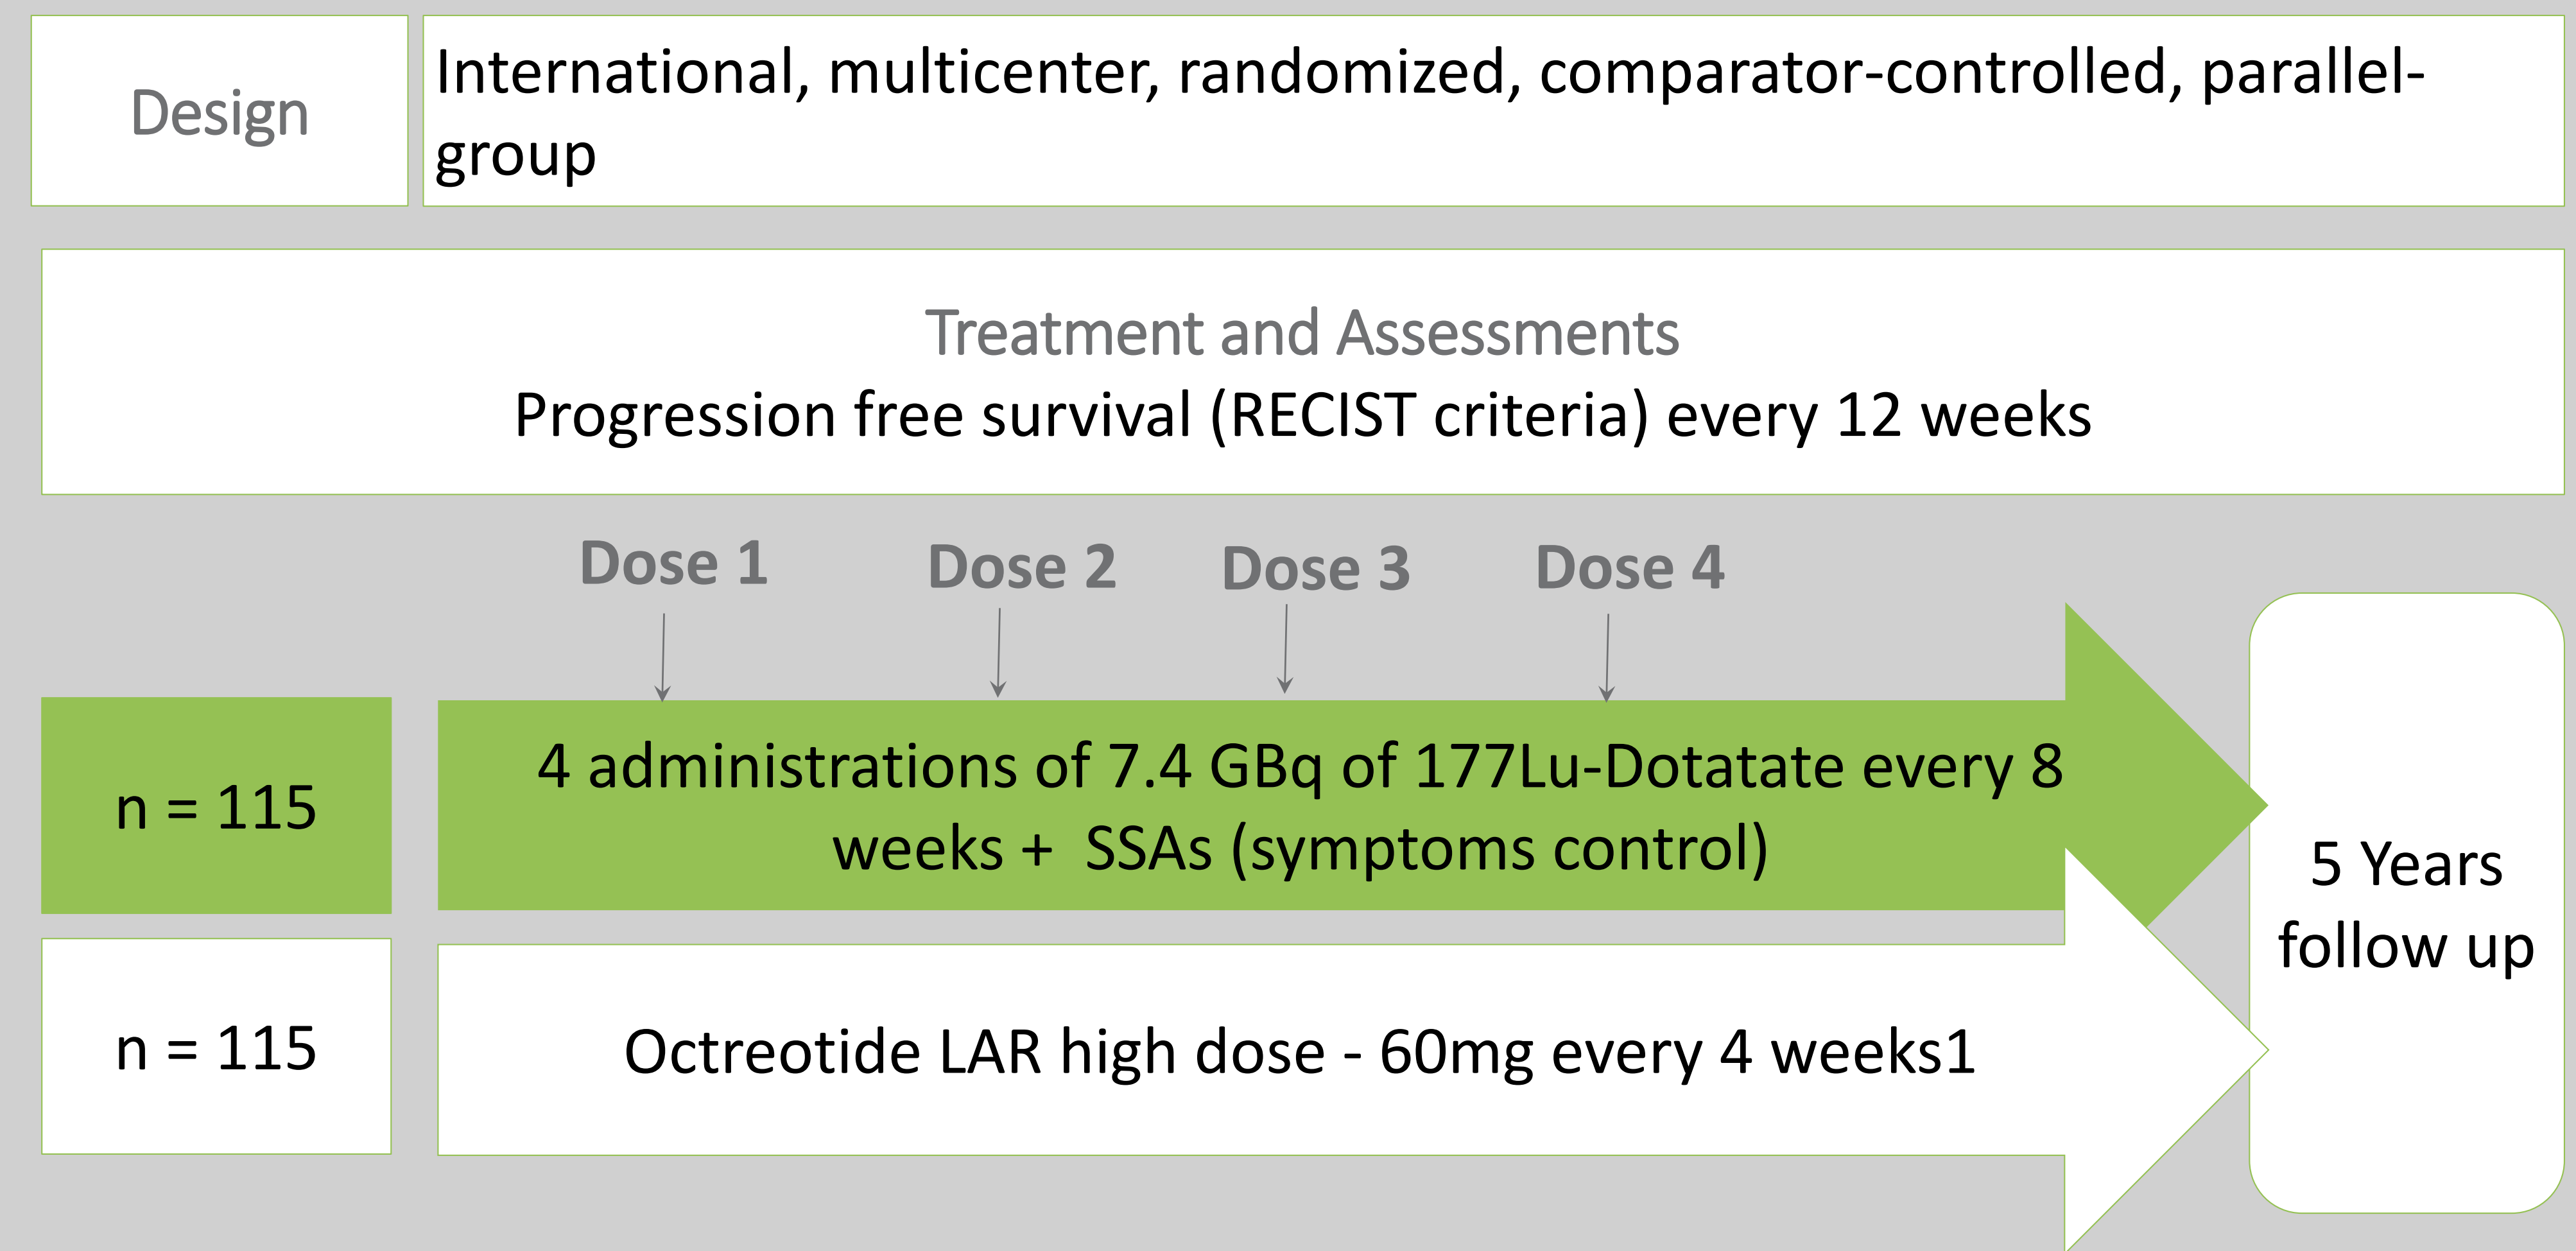 Design
International, multicenter, randomized, comparator-controlled, parallel-
group
Treatment and Assessments
Progression free survival (RECIST criteria) every 12 weeks
Dose 1
Dose 2
Dose 3
Dose 4
n = 115
4 administrations of 7.4 GBq of 177Lu-Dotatate every 8
weeks + SSAs (symptoms control)
n = 115
Octreotide LAR high dose - 60mg every 4 weeks1
5 Years
follow up